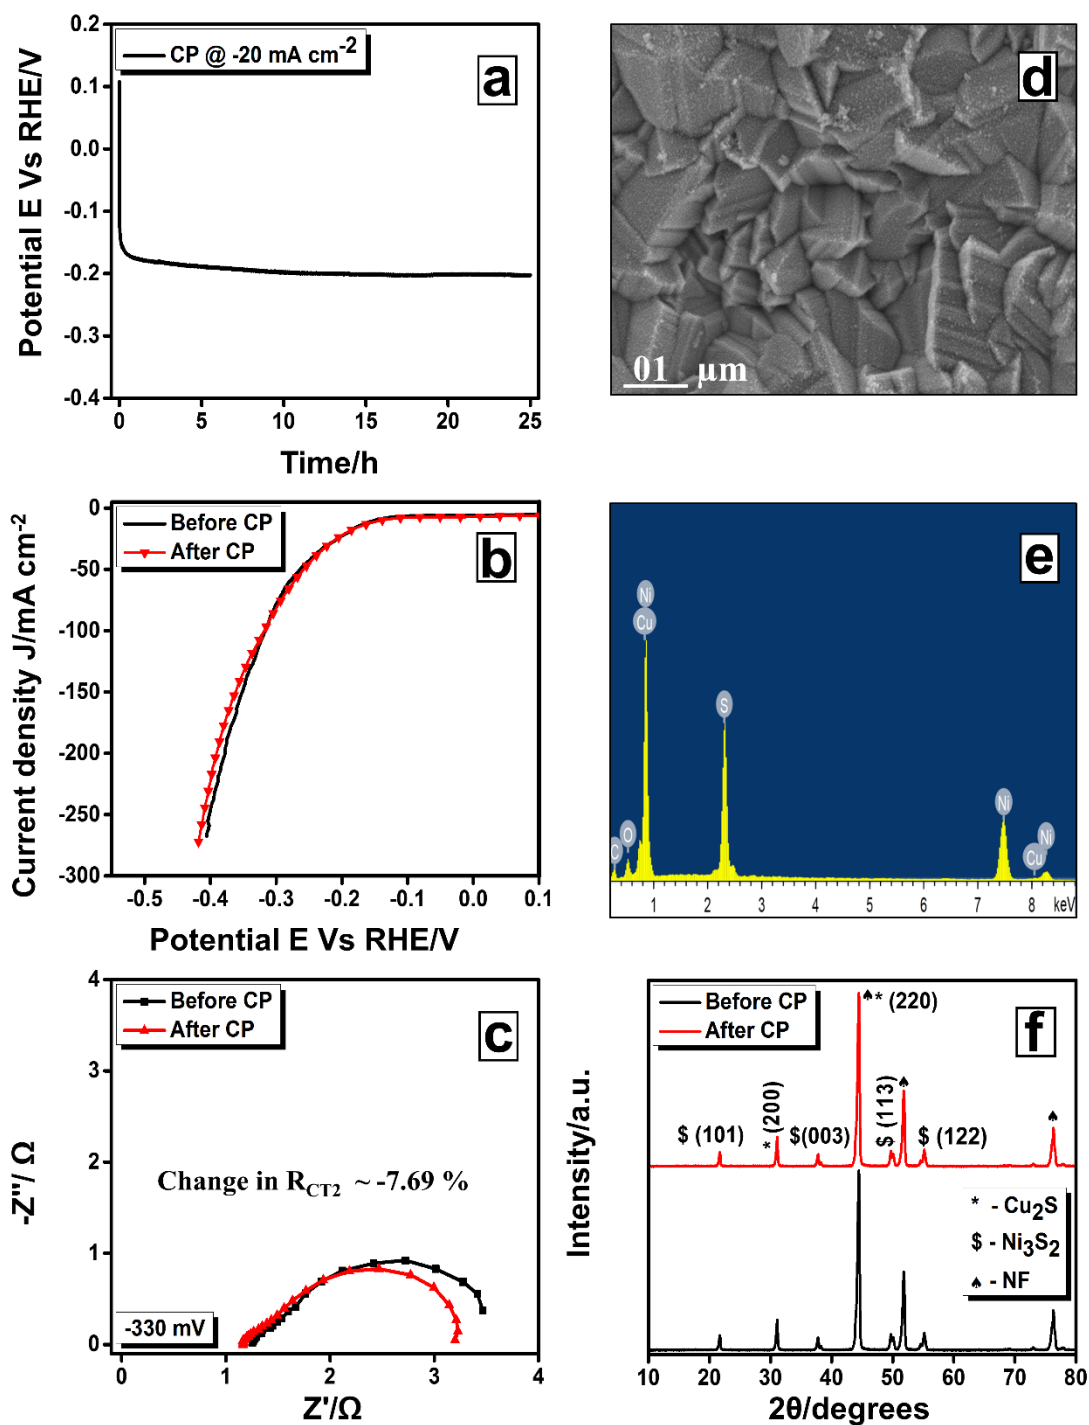 0.2
0.1
0.0
-0.1
-0.2
-0.3
-0.4
Potential E Vs RHE/V
CP @ -20 mA cm-2
a
0 5 10 15 20 25
Time/h
d
01 µm
0
-50
-100
-150
-200
-250
-300
Current density J/mA cm-2
Before CP
After CP
b
-0.5 -0.4 -0.3 -0.2 -0.1 -0.0 0.1
Potential E Vs RHE/V
e
Ni
Cu
S
C
O
Ni
Cu
Ni
1 2 3 4 5 6 7 8 keV
4
3
2
1
0
-Z''/ Ω
Before CP
After CP
c
Change in RCT2 ~ -7.69 %
-330 mV
0 1 2 3 4
Z'/Ω
Intensity/a.u.
Before CP
After CP
f
♠* (220)
$ (101)
* (200)
$(003)
$ (113)
♠
$ (122)
♠
* - Cu2S
$ - Ni3S2
♠ - NF
10 20 30 40 50 60 70 80
2θ/degrees